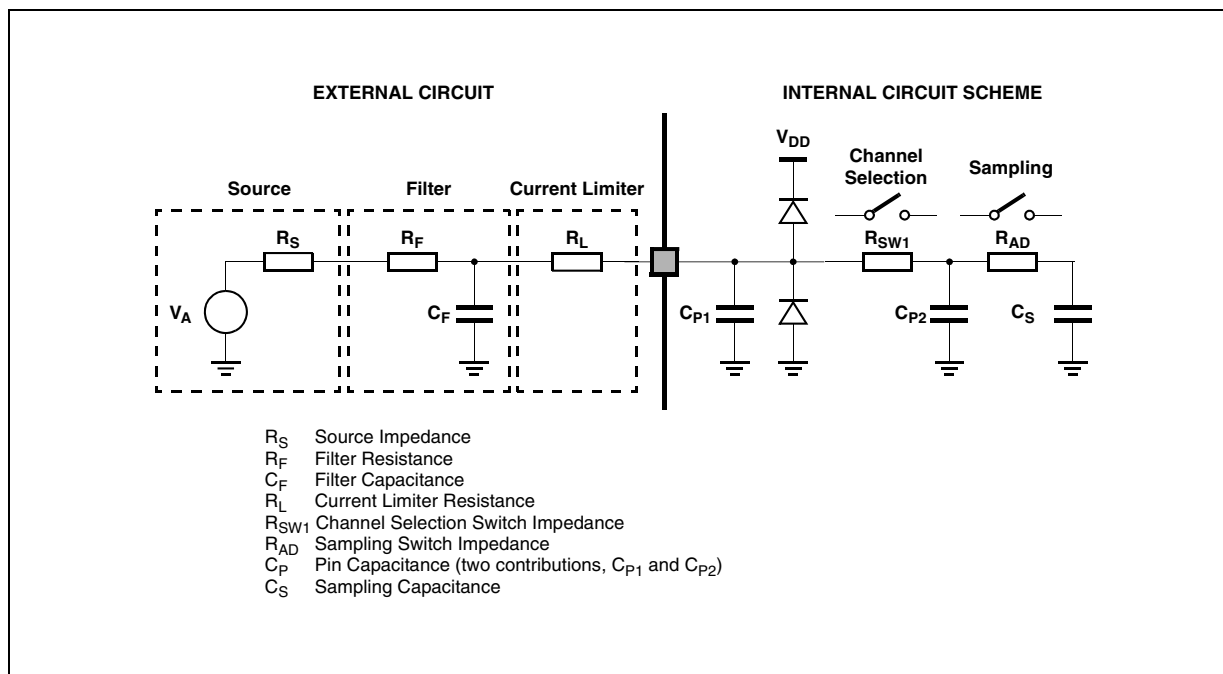 EXTERNAL CIRCUIT
INTERNAL CIRCUIT SCHEME
VDD
Channel
Selection
Sampling
Source
Filter
Current Limiter
RS
RF
RL
RSW1
RAD
VA
CF
CP1
CP2
CS
RS Source Impedance
RF Filter Resistance
CF Filter Capacitance
RL Current Limiter Resistance
RSW1 Channel Selection Switch Impedance
RAD Sampling Switch Impedance
CP Pin Capacitance (two contributions, CP1 and CP2)
CS Sampling Capacitance